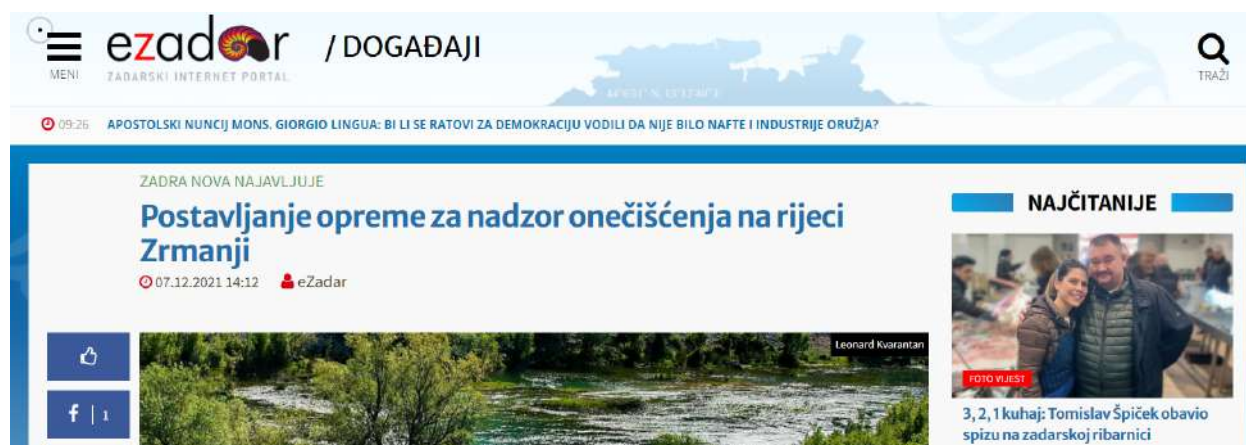 ezadar
/ DOGAĐAJI
MENI
ZADARSKI INTERNET PORTAL
TRAŽI
09:26 APOSTOLSKI NUNCIJ MONS. GIORGIO LINGUA: BI LI SE RATOVI ZA DEMOKRACIJU VODILI DA NIJE BILO NAFTE I INDUSTRIJE ORUŽJA?
ZADRA NOVA NAJAVLJUJE
Postavljanje opreme za nadzor onečišćenja na rijeci
Zrmanji
07.12.2021 14:12 eZadar
Leonard Kvarantan
f | 1
NAJČITANIJE
FOTO VIJEST
3, 2, 1 kuhaj: Tomislav Špiček obavio
spizu na zadarskoj ribarnici